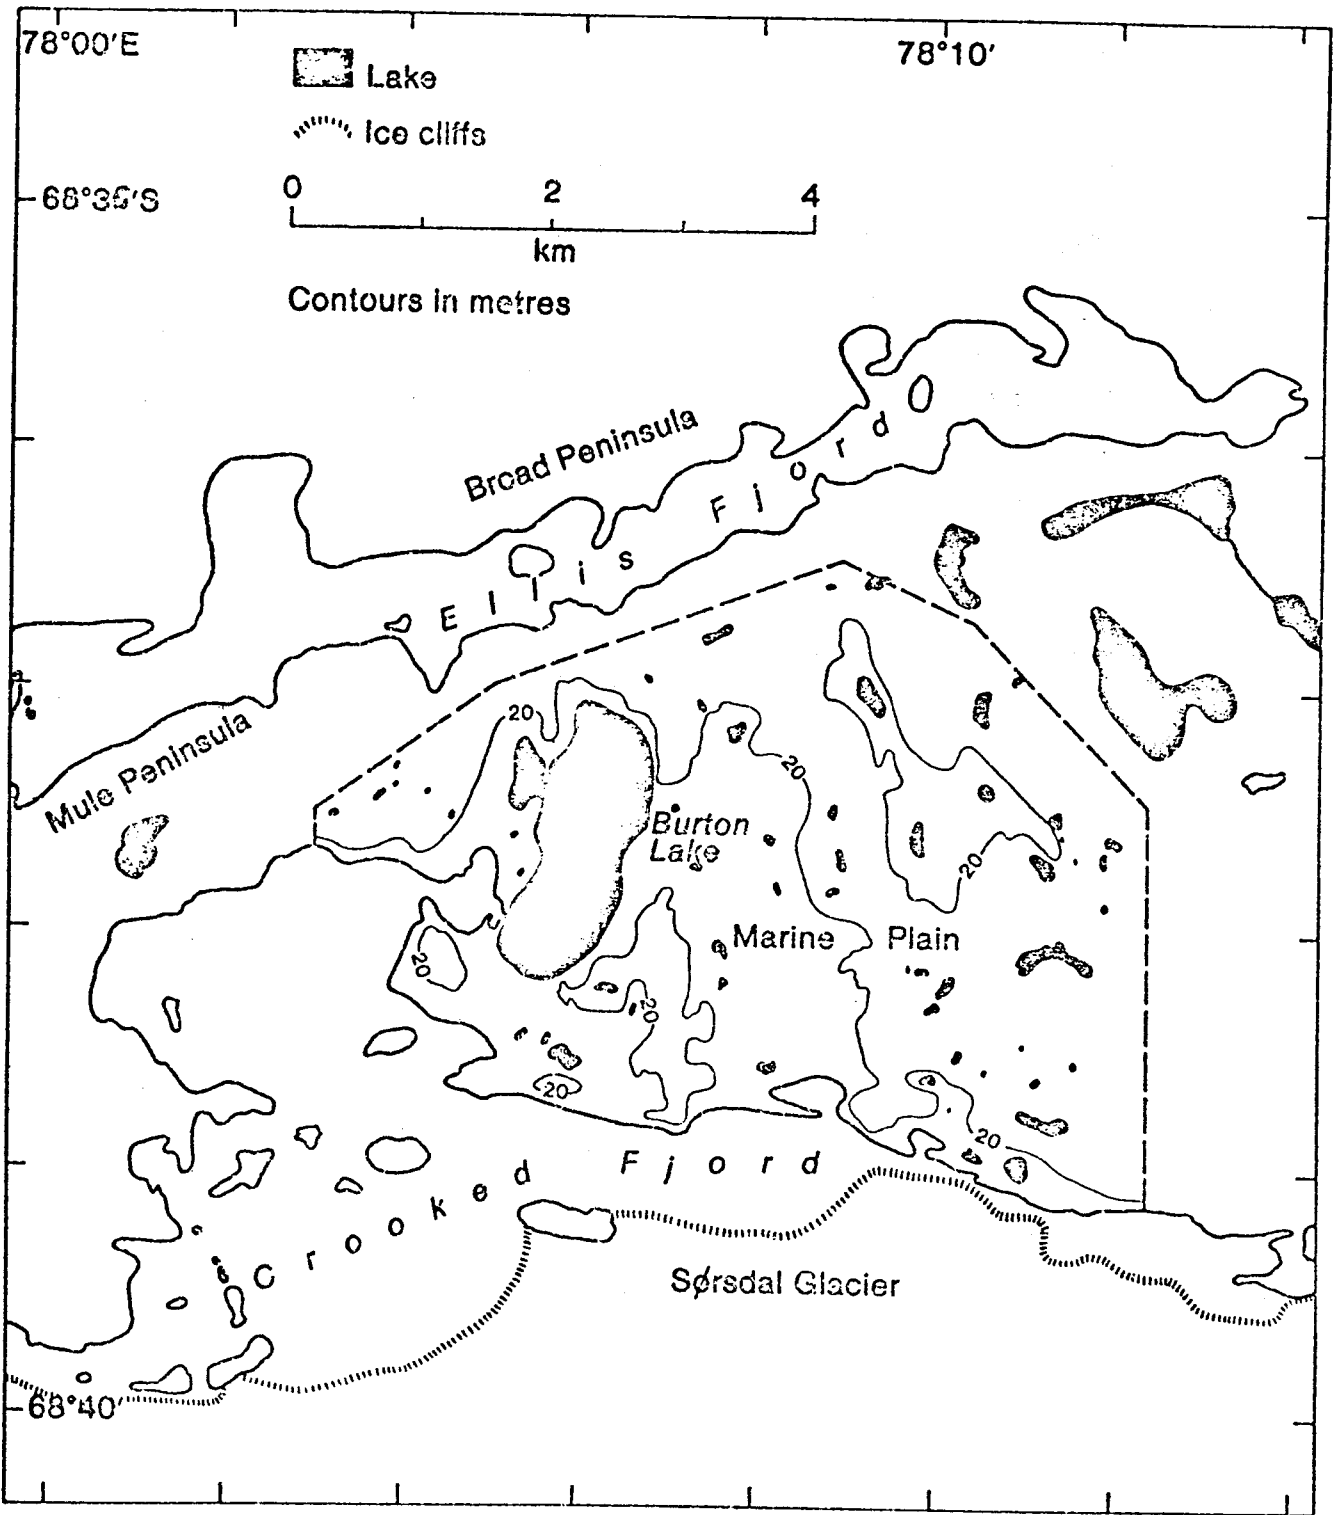 78°00'E
78°10'
Lake
Ice cliffs
68°35'S
0 2 4
km
Contours in metres
Broad Peninsula
Ellis Fjord
Mule Peninsula
20
20
Burton
Lake
20
Marine Plain
20
20
20
20
Crooked Fjord
Sørsdal Glacier
68°40'